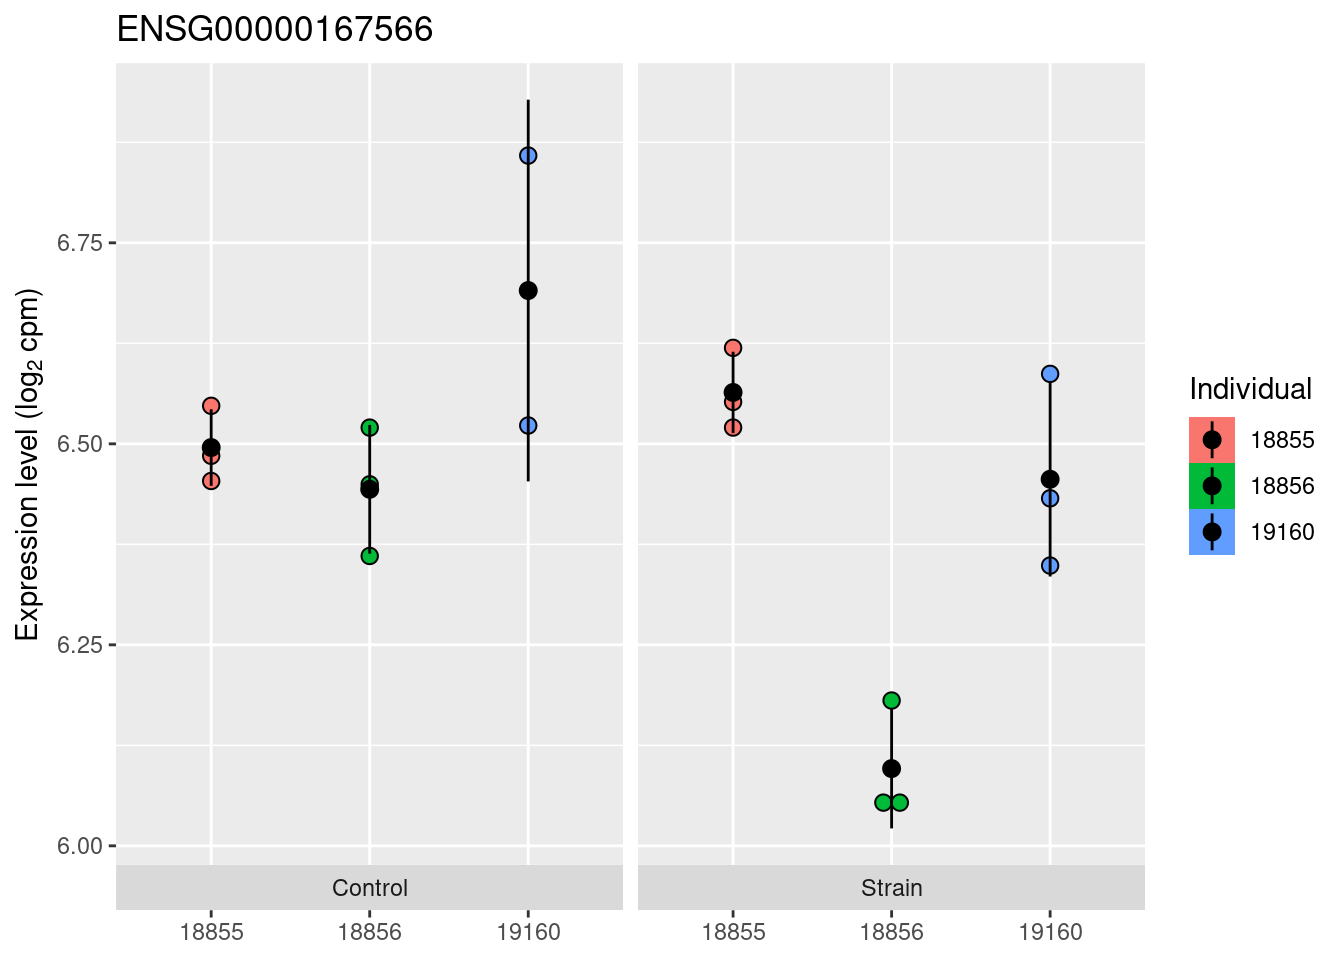 ENSG00000167566
Expression level (log₂ cpm)
6.75
6.50
6.25
6.00
Control
Strain
18855
18856
19160
18855
18856
19160
Individual
18855
18856
19160